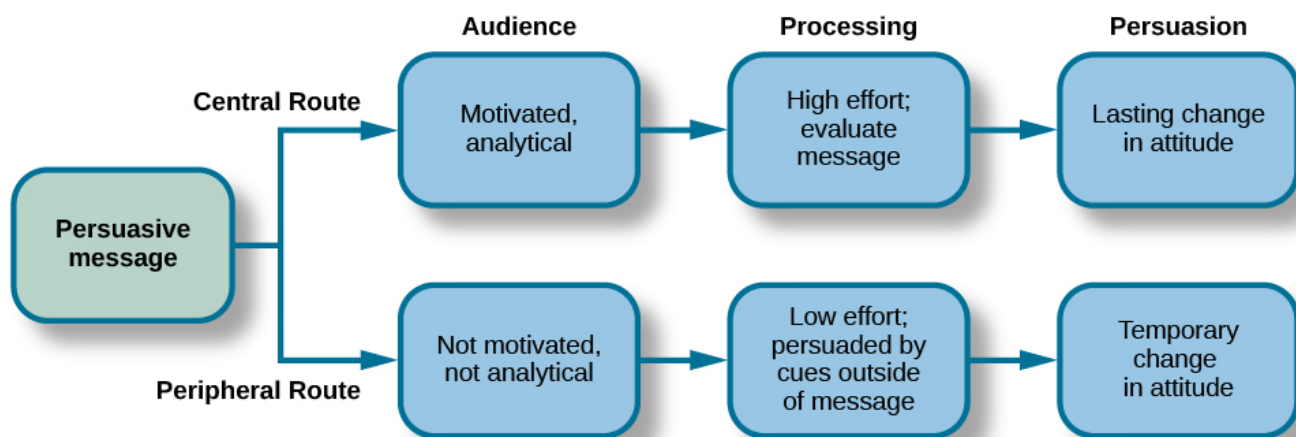 Audience
Processing
Persuasion
Central Route
Motivated,
analytical
High effort;
evaluate
message
Lasting change
in attitude
Persuasive
message
Peripheral Route
Not motivated,
not analytical
Low effort;
persuaded by
cues outside
of message
Temporary
change
in attitude